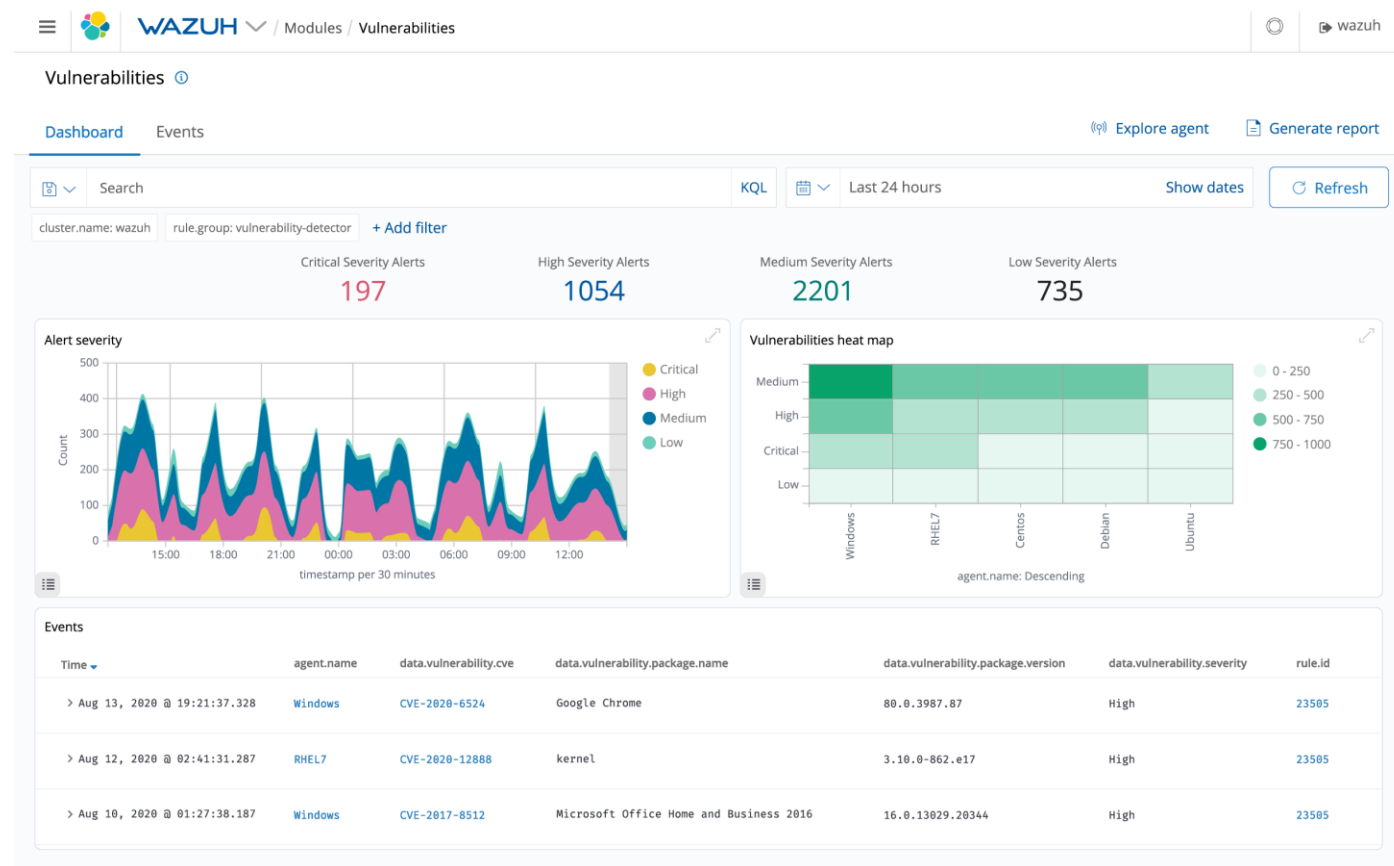 WAZUH / Modules / Vulnerabilities wazuh
Vulnerabilities
Dashboard Events Explore agent Generate report
Search KQL Last 24 hours Show dates Refresh
cluster.name: wazuh rule.group: vulnerability-detector + Add filter
Critical Severity Alerts High Severity Alerts Medium Severity Alerts Low Severity Alerts
197 1054 2201 735
Alert severity
500
400
300
200
100
0
Count
15:00 18:00 21:00 00:00 03:00 06:00 09:00 12:00
timestamp per 30 minutes
Critical
High
Medium
Low
Vulnerabilities heat map
Medium
High
Critical
Low
Windows RHEL7 Centos Debian Ubuntu
agent.name: Descending
0 - 250
250 - 500
500 - 750
750 - 1000
Events
Time agent.name data.vulnerability.cve data.vulnerability.package.name data.vulnerability.package.version data.vulnerability.severity rule.id
> Aug 13, 2020 @ 19:21:37.328 Windows CVE-2020-6524 Google Chrome 80.0.3987.87 High 23505
> Aug 12, 2020 @ 02:41:31.287 RHEL7 CVE-2020-12888 kernel 3.10.0-862.e17 High 23505
> Aug 10, 2020 @ 01:27:38.187 Windows CVE-2017-8512 Microsoft Office Home and Business 2016 16.0.13029.20344 High 23505